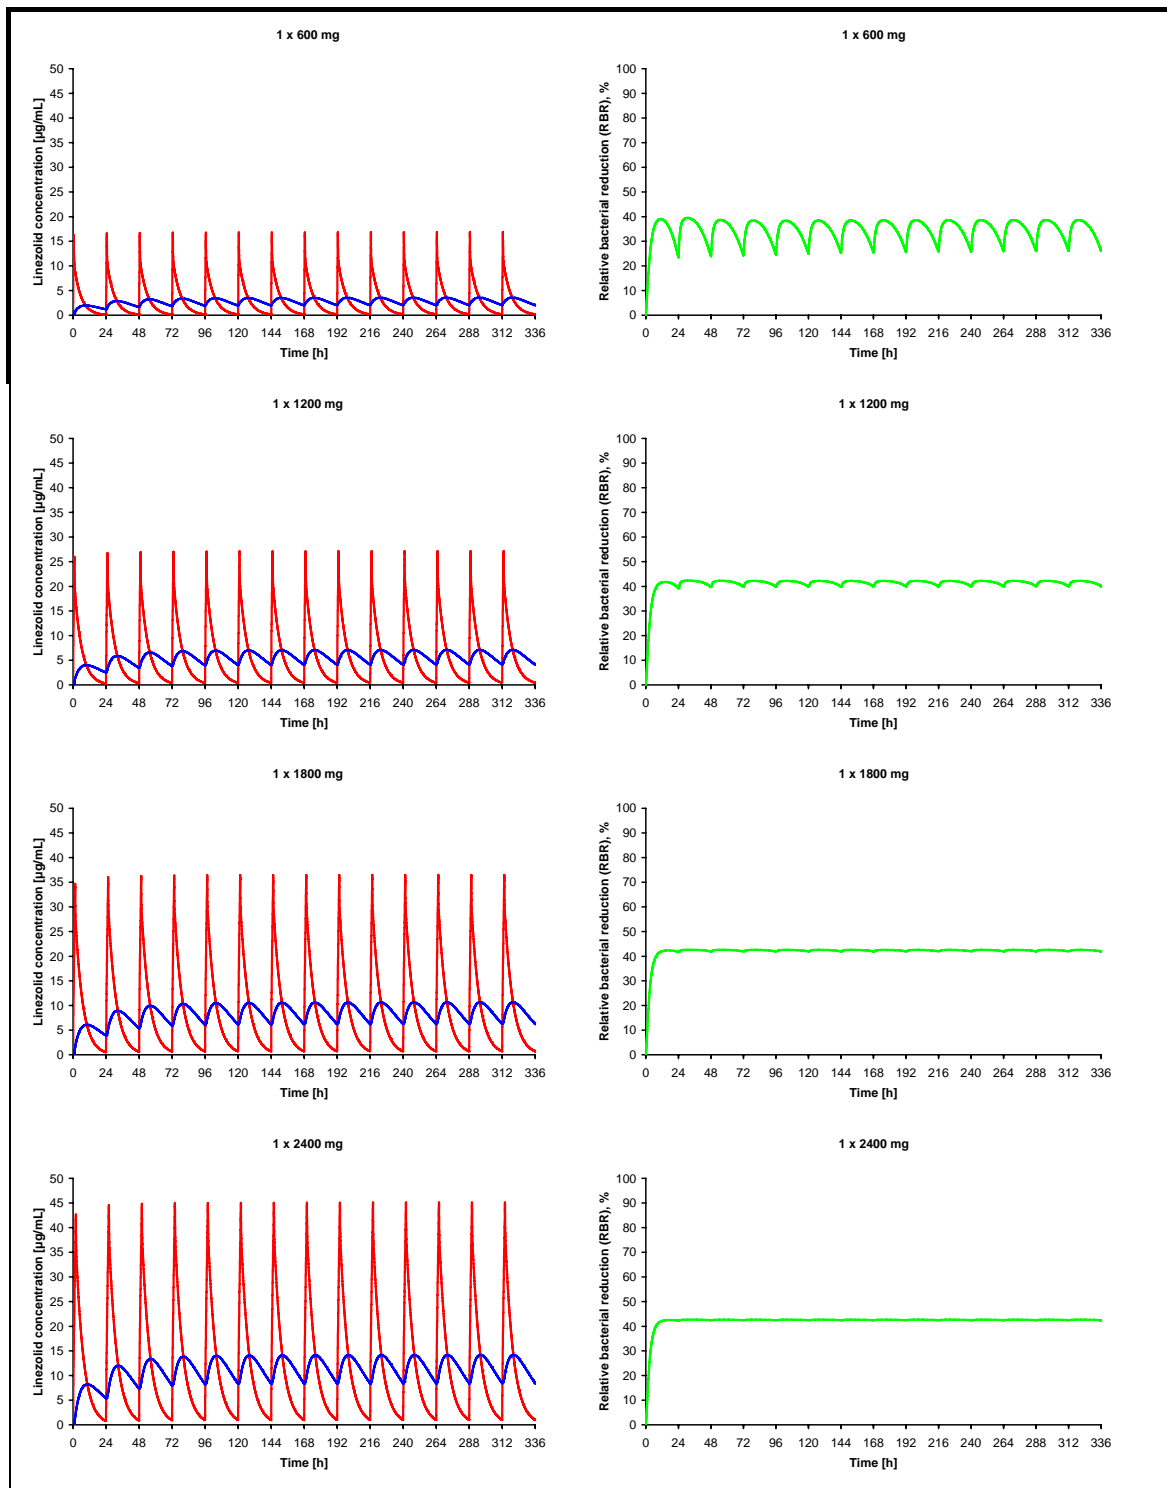 1 x 600 mg
Linezolid concentration [µg/mL]
50
45
40
35
30
25
20
15
10
5
0
0 24 48 72 96 120 144 168 192 216 240 264 288 312 336
Time [h]
1 x 600 mg
Relative bacterial reduction (RBR), %
100
90
80
70
60
50
40
30
20
10
0
0 24 48 72 96 120 144 168 192 216 240 264 288 312 336
Time [h]
1 x 1200 mg
Linezolid concentration [µg/mL]
50
45
40
35
30
25
20
15
10
5
0
0 24 48 72 96 120 144 168 192 216 240 264 288 312 336
Time [h]
1 x 1200 mg
Relative bacterial reduction (RBR), %
100
90
80
70
60
50
40
30
20
10
0
0 24 48 72 96 120 144 168 192 216 240 264 288 312 336
Time [h]
1 x 1800 mg
Linezolid concentration [µg/mL]
50
45
40
35
30
25
20
15
10
5
0
0 24 48 72 96 120 144 168 192 216 240 264 288 312 336
Time [h]
1 x 1800 mg
Relative bacterial reduction (RBR), %
100
90
80
70
60
50
40
30
20
10
0
0 24 48 72 96 120 144 168 192 216 240 264 288 312 336
Time [h]
1 x 2400 mg
Linezolid concentration [µg/mL]
50
45
40
35
30
25
20
15
10
5
0
0 24 48 72 96 120 144 168 192 216 240 264 288 312 336
Time [h]
1 x 2400 mg
Relative bacterial reduction (RBR), %
100
90
80
70
60
50
40
30
20
10
0
0 24 48 72 96 120 144 168 192 216 240 264 288 312 336
Time [h]